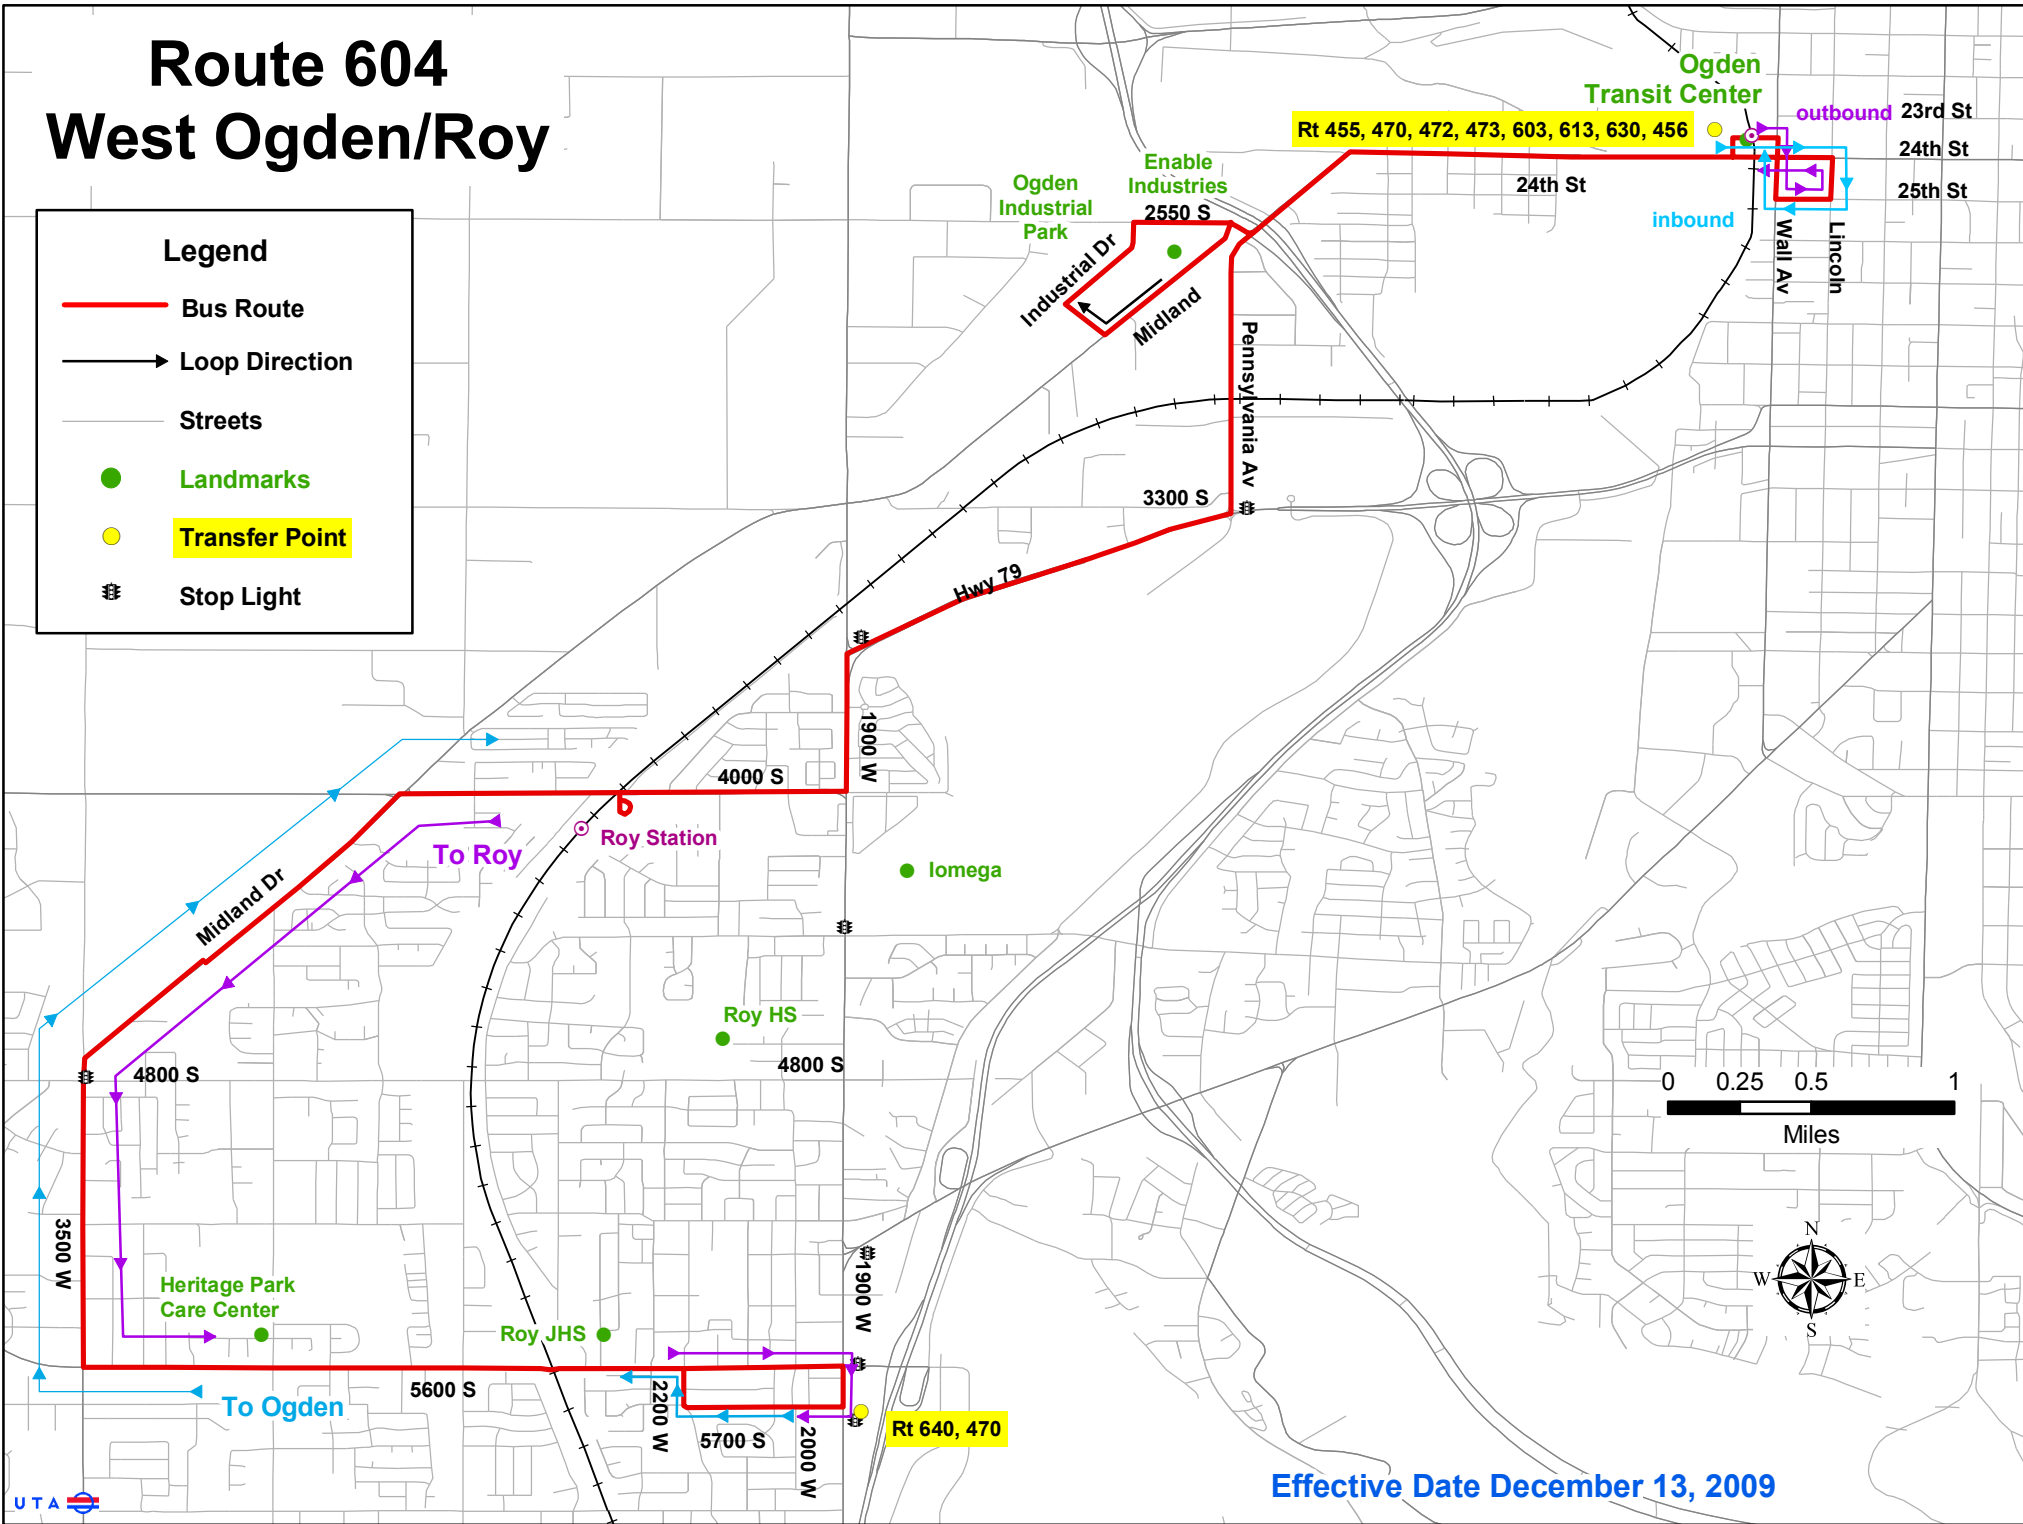 Route 604
West Ogden/Roy
Legend
Bus Route
Loop Direction
Streets
Landmarks
Transfer Point
Stop Light
Ogden
Transit Center
outbound
23rd St
Rt 455, 470, 472, 473, 603, 613, 630, 456
24th St
25th St
24th St
inbound
Wall Av
Lincoln
Enable
Industries
Ogden
Industrial
Park
2550 S
Industrial Dr
Midland
Pennsylvania Av
3300 S
Hwy 79
1900 W
4000 S
Roy Station
To Roy
Iomega
Midland Dr
Roy HS
4800 S
4800 S
0 0.25 0.5 1
Miles
3500 W
Heritage Park
Care Center
Roy JHS
1900 W
N
W E
S
5600 S
To Ogden
2200 W
5700 S
2000 W
Rt 640, 470
Effective Date December 13, 2009
UTA